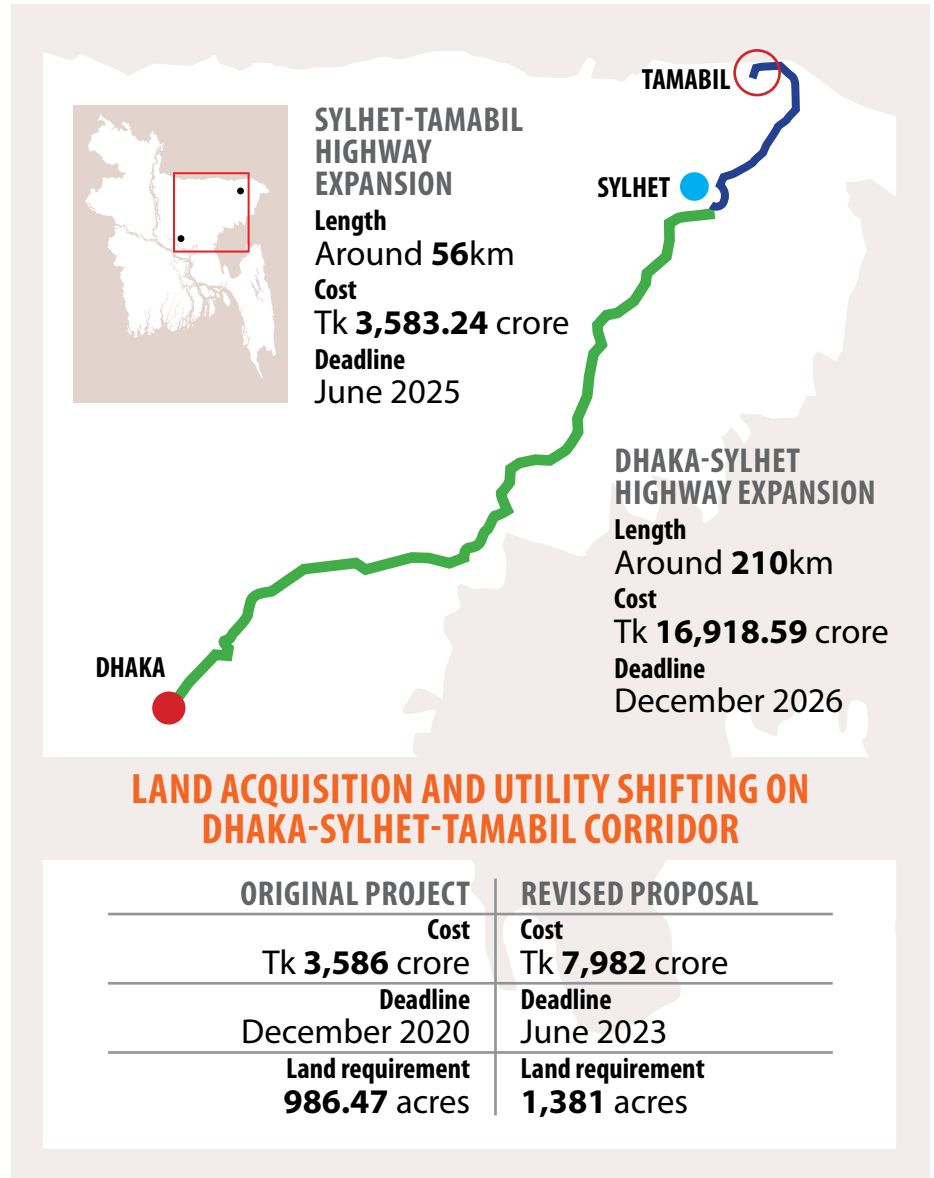 TAMABIL
SYLHET-TAMABIL
HIGHWAY
EXPANSION
Length
Around 56km
Cost
Tk 3,583.24 crore
Deadline
June 2025
SYLHET
DHAKA-SYLHET
HIGHWAY EXPANSION
Length
Around 210km
Cost
Tk 16,918.59 crore
Deadline
December 2026
DHAKA
LAND ACQUISITION AND UTILITY SHIFTING ON
DHAKA-SYLHET-TAMABIL CORRIDOR
ORIGINAL PROJECT
Cost
Tk 3,586 crore
Deadline
December 2020
Land requirement
986.47 acres
REVISED PROPOSAL
Cost
Tk 7,982 crore
Deadline
June 2023
Land requirement
1,381 acres